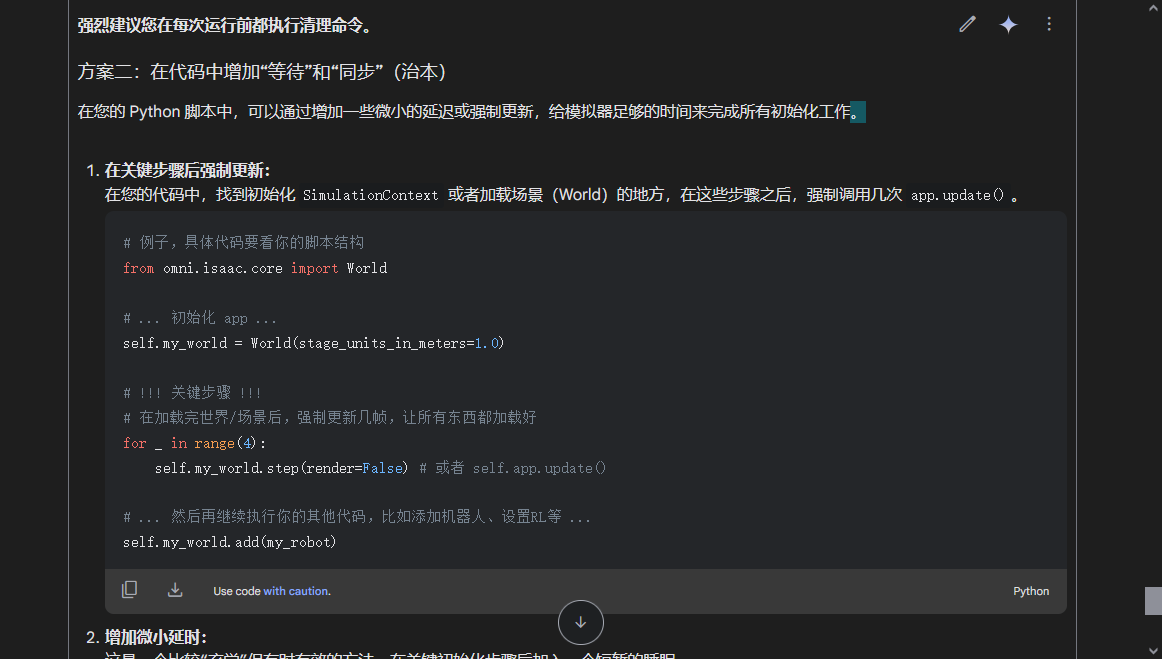 强烈建议您在每次运行前都执行清理命令。
方案二：在代码中增加“等待”和“同步”（治本）
在您的 Python 脚本中，可以通过增加一些微小的延迟或强制更新，给模拟器足够的时间来完成所有初始化工作。
1. 在关键步骤后强制更新：
在您的代码中，找到初始化 SimulationContext 或者加载场景（World）的地方，在这些步骤之后，强制调用几次 app.update() 。
# 例子，具体代码要看你的脚本结构
from omni.isaac.core import World
# ... 初始化 app ...
self.my_world = World(stage_units_in_meters=1.0)
# !!! 关键步骤 !!!
# 在加载完世界/场景后，强制更新几帧，让所有东西都加载好
for _ in range(4):
    self.my_world.step(render=False) # 或者 self.app.update()
# ... 然后再继续执行你的其他代码，比如添加机器人、设置RL等 ...
self.my_world.add(my_robot)
Use code with caution.
Python
2. 增加微小延时：